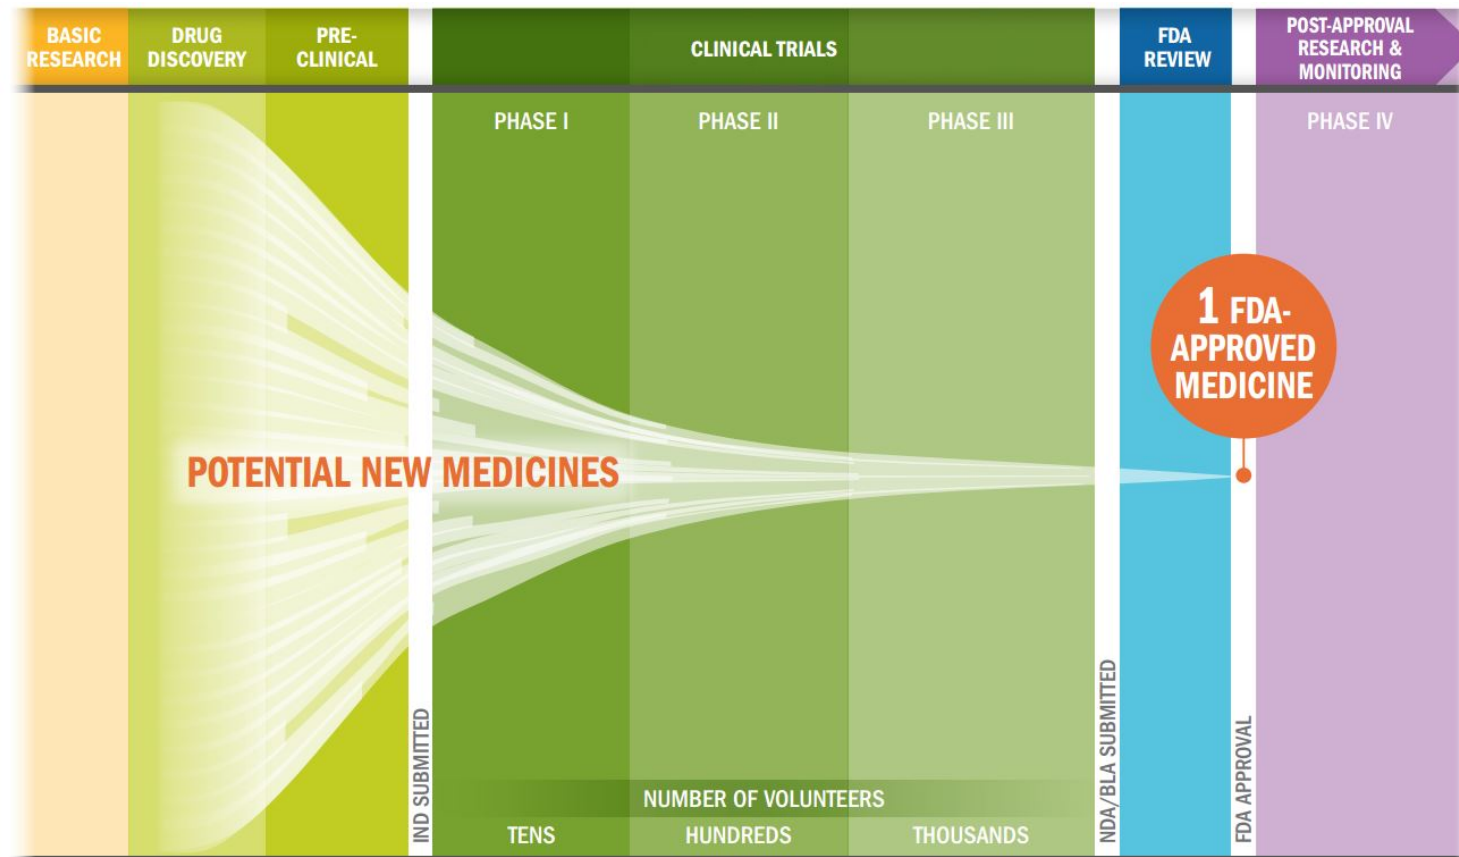 BASIC
RESEARCH
DRUG
DISCOVERY
PRE-
CLINICAL
CLINICAL TRIALS
FDA
REVIEW
POST-APPROVAL
RESEARCH &
MONITORING
PHASE I
PHASE II
PHASE III
PHASE IV
1 FDA-
APPROVED
MEDICINE
POTENTIAL NEW MEDICINES
IND SUBMITTED
NDA/BLA SUBMITTED
FDA APPROVAL
NUMBER OF VOLUNTEERS
TENS
HUNDREDS
THOUSANDS